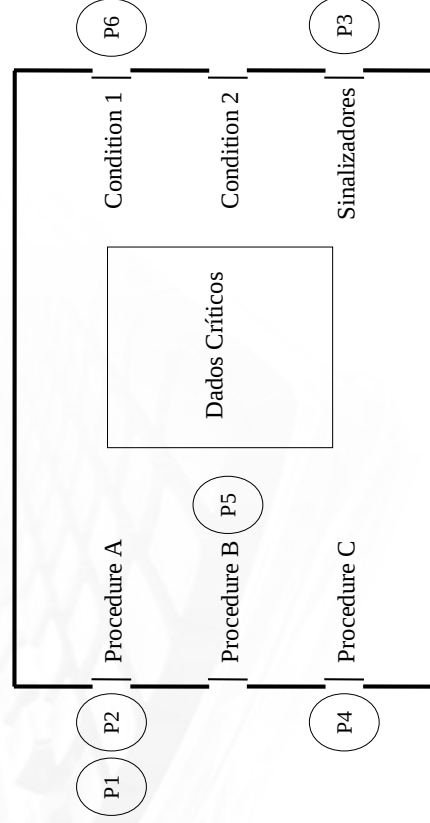 P1
P2
Procedure A
Condition 1
P6
Procedure B
P5
Dados Críticos
Condition 2
P4
Procedure C
Sinalizadores
P3